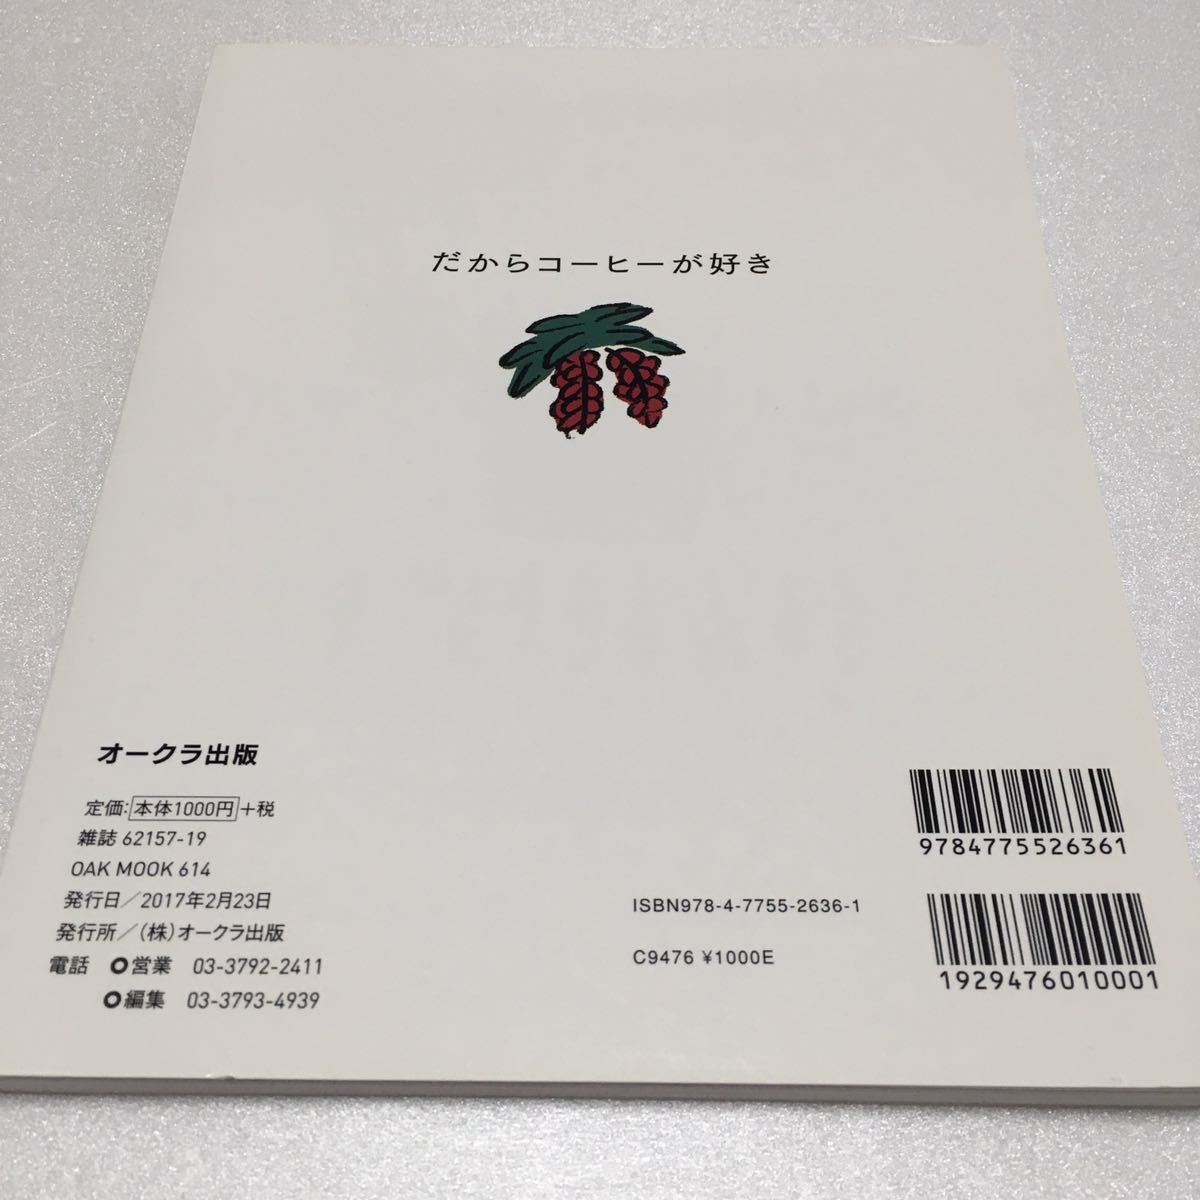 だからコーヒーが好き
オークラ出版
定価:本体1000円+税
雑誌 62157-19
OAK MOOK 614
発行日/2017年2月23日
発行所/(株)オークラ出版
電話 ○営業 03-3792-2411
○編集 03-3793-4939
ISBN978-4-7755-2636-1
C9476 ¥1000E
9784775526361
1929476010001